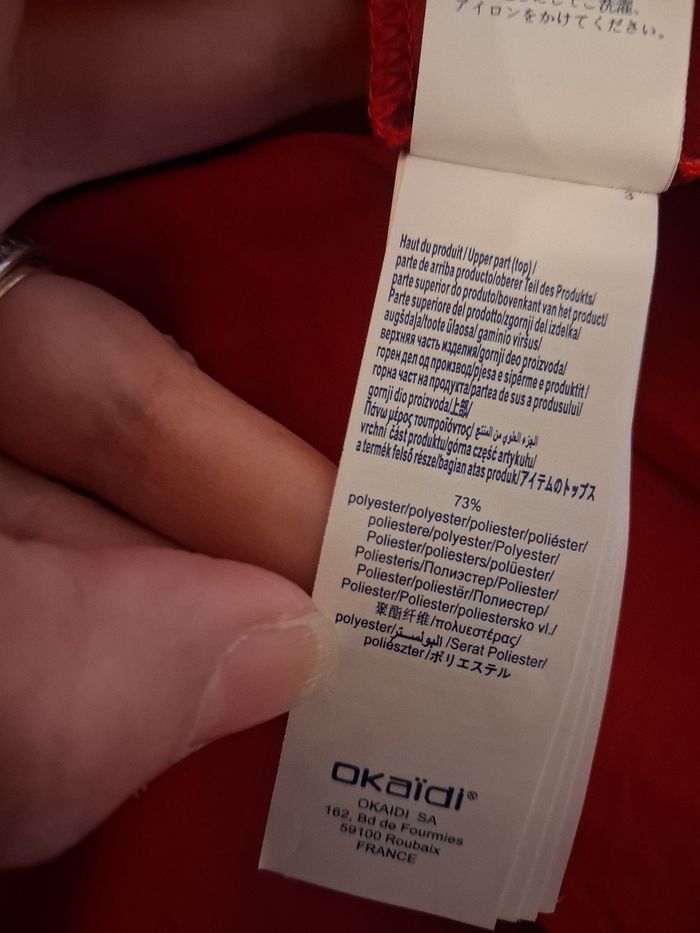 アイロンをかけてください。
3
Haut du produit / Upper part (top) /
parte de arriba producto/oberer Teil des Produkts/
parte superior do produto/bovenkant van het product/
Parte superiore del prodotto/zgornji del izdelka/
augšdaļa/toote ülaosa/gaminio viršus/
верхняя часть изделия/gornji deo proizvoda/
горен дел од производ/pjesa e sipërme e produktit /
горна част на продукта/partea de sus a produsului/
gornji dio proizvoda/上部/
Πάνω μέρος τουπροϊόντος/ الجزء العلوي من المنتج
vrchní část produktu/górna część artykułu/
a termék felső része/bagian atas produk/アイテムのトップス
73%
polyester/polyester/poliester/poliéster/
poliestere/polyester/Polyester/
Poliester/poliesters/polüester/
Poliesteris/Полиэстер/Poliester/
Poliester/poliestër/Полиестер/
Poliester/Poliester/poliestersko vl./
聚酯纤维/πολυεστέρας/
polyester/البوليستر /Serat Poliester/
poliészter/ポリエステル
okaïdi®
OKAIDI SA
162, Bd de Fourmies
59100 Roubaix
FRANCE